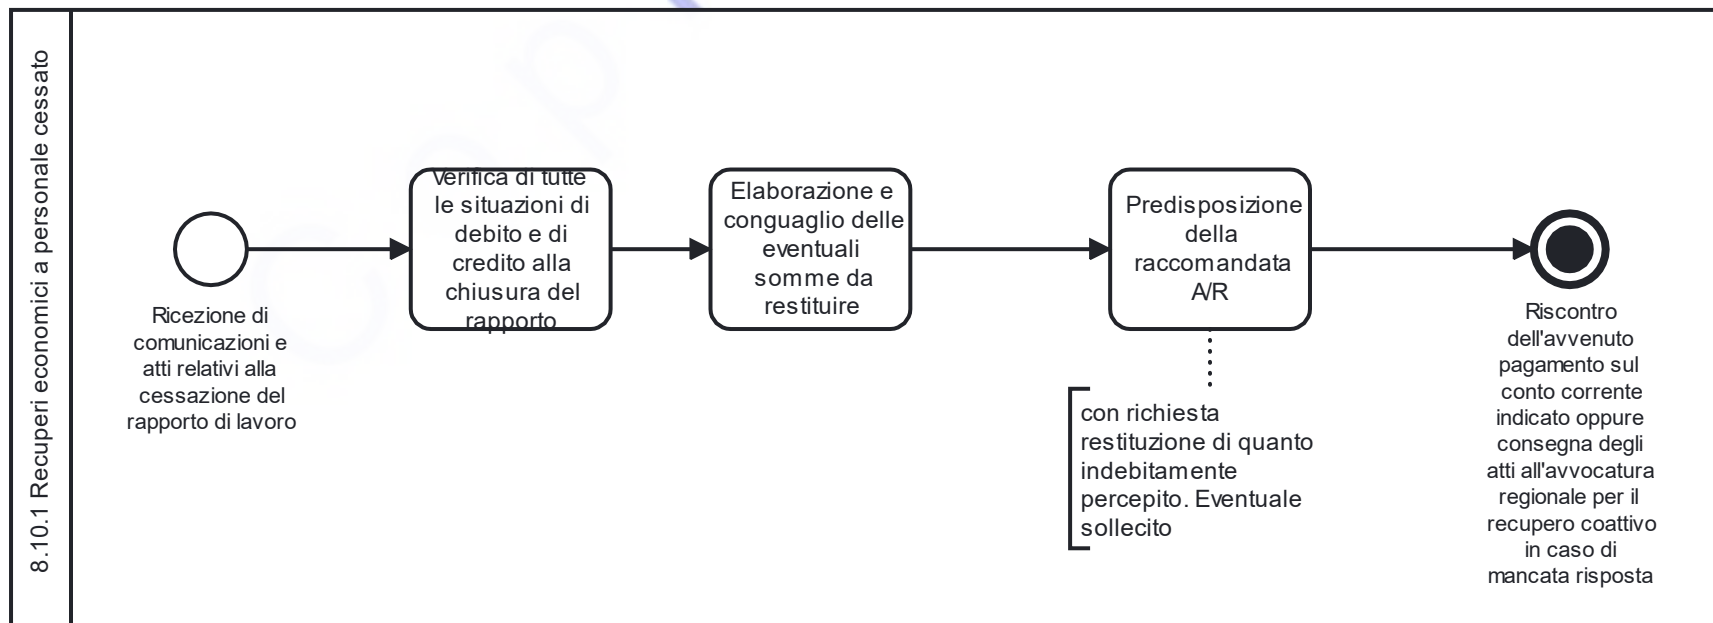 8.10.1 Recuperi economici a personale cessato
Ricezione di
comunicazioni e
atti relativi alla
cessazione del
rapporto di lavoro
Verifica di tutte
le situazioni di
debito e di
credito alla
chiusura del
rapporto
Elaborazione e
conguaglio delle
eventuali
somme da
restituire
Predisposizione
della
raccomandata
A/R
con richiesta
restituzione di quanto
indebitamente
percepito. Eventuale
sollecito
Riscontro
dell'avvenuto
pagamento sul
conto corrente
indicato oppure
consegna degli
atti all'avvocatura
regionale per il
recupero coattivo
in caso di
mancata risposta